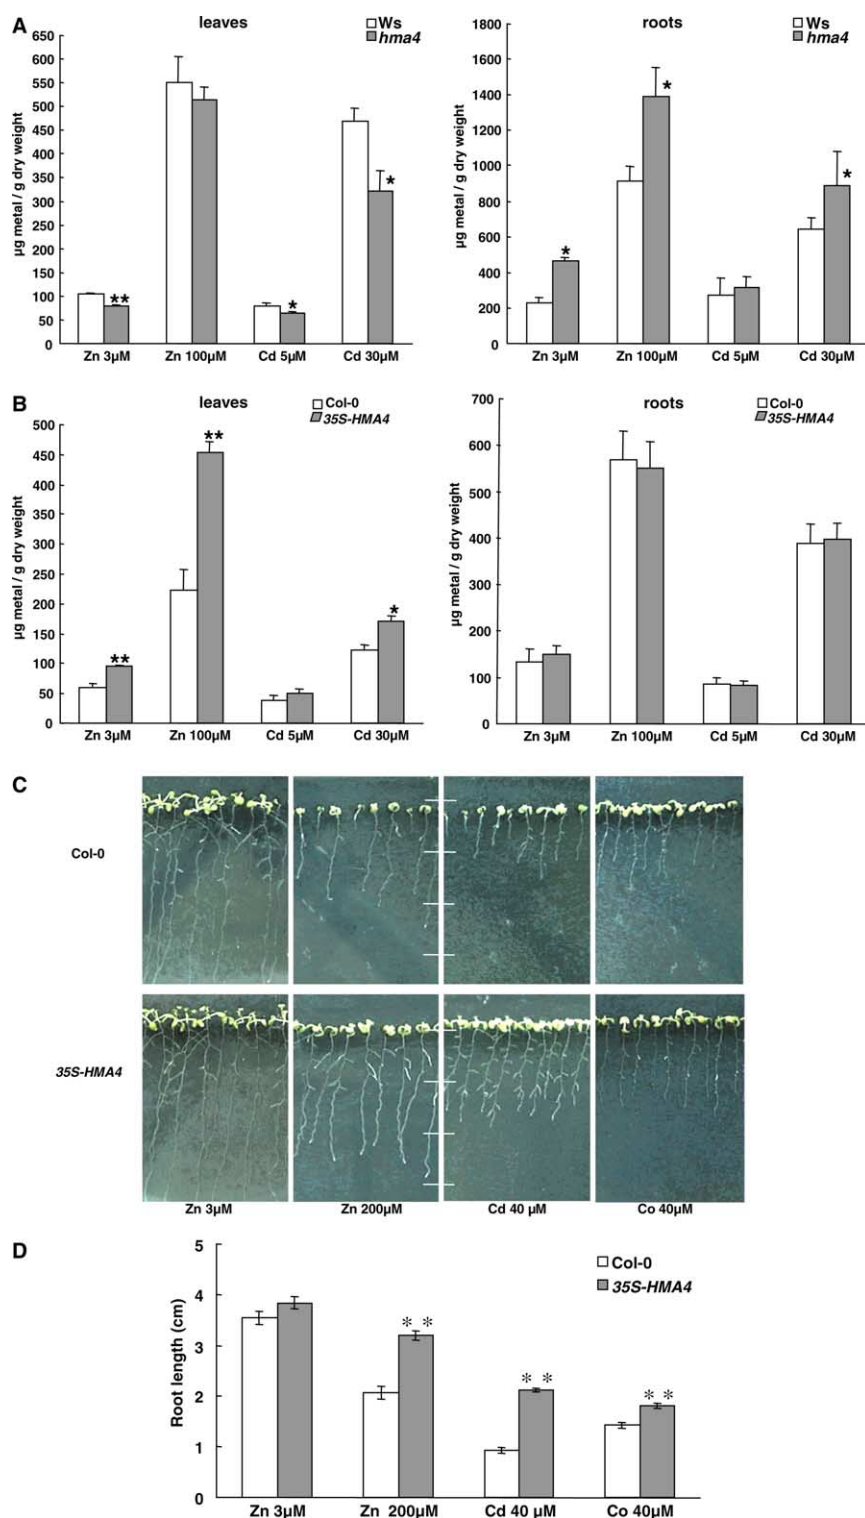 A
leaves
Ws
hma4
µg metal / g dry weight
650
600
550
500
450
400
350
300
250
200
150
100
50
0
**
*
*
Zn 3µM Zn 100µM Cd 5µM Cd 30µM
roots
Ws
hma4
µg metal / g dry weight
1800
1600
1400
1200
1000
800
600
400
200
0
*
*
*
Zn 3µM Zn 100µM Cd 5µM Cd 30µM
B
leaves
Col-0
35S-HMA4
µg metal / g dry weight
500
450
400
350
300
250
200
150
100
50
0
**
**
*
Zn 3µM Zn 100µM Cd 5µM Cd 30µM
roots
Col-0
35S-HMA4
µg metal / g dry weight
700
600
500
400
300
200
150
100
50
0
Zn 3µM Zn 100µM Cd 5µM Cd 30µM
C
Col-0
35S-HMA4
Zn 3µM Zn 200µM Cd 40 µM Co 40µM
D
Col-0
35S-HMA4
Root length (cm)
5
4
3
2
1
0
* *
* *
* *
Zn 3µM Zn 200µM Cd 40 µM Co 40µM